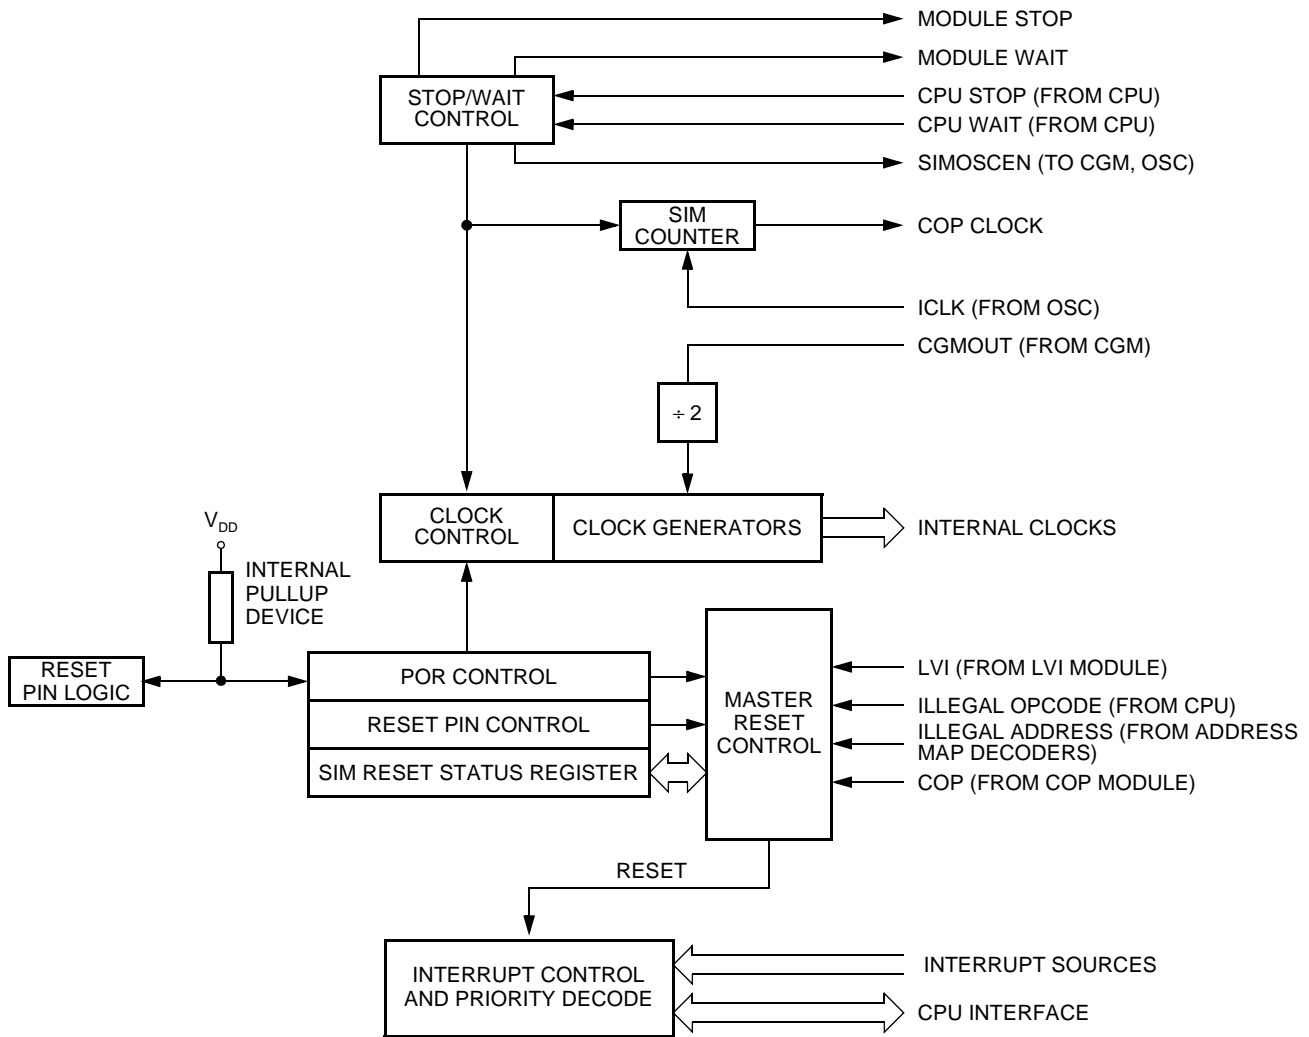 MODULE STOP
MODULE WAIT
STOP/WAIT
CONTROL
CPU STOP (FROM CPU)
CPU WAIT (FROM CPU)
SIMOSCEN (TO CGM, OSC)
SIM
COUNTER
COP CLOCK
ICLK (FROM OSC)
CGMOUT (FROM CGM)
÷ 2
CLOCK
CONTROL
CLOCK GENERATORS
INTERNAL CLOCKS
VDD
INTERNAL
PULLUP
DEVICE
RESET
PIN LOGIC
POR CONTROL
RESET PIN CONTROL
SIM RESET STATUS REGISTER
MASTER
RESET
CONTROL
LVI (FROM LVI MODULE)
ILLEGAL OPCODE (FROM CPU)
ILLEGAL ADDRESS (FROM ADDRESS
MAP DECODERS)
COP (FROM COP MODULE)
RESET
INTERRUPT CONTROL
AND PRIORITY DECODE
INTERRUPT SOURCES
CPU INTERFACE